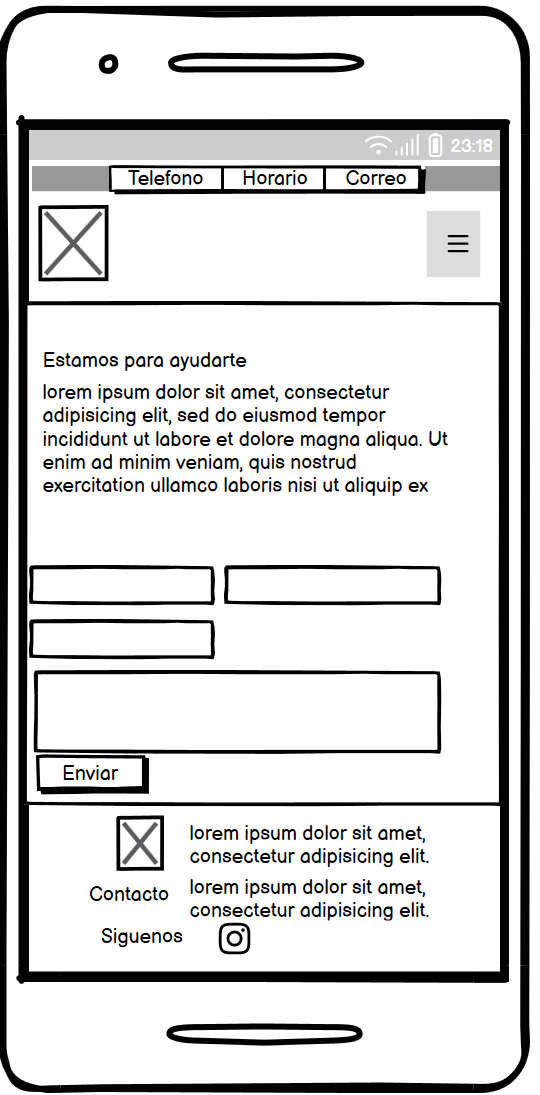 23:18
Telefono Horario Correo
Estamos para ayudarte
lorem ipsum dolor sit amet, consectetur
adipisicing elit, sed do eiusmod tempor
incididunt ut labore et dolore magna aliqua. Ut
enim ad minim veniam, quis nostrud
exercitation ullamco laboris nisi ut aliquip ex
Enviar
lorem ipsum dolor sit amet,
consectetur adipisicing elit.
Contacto
lorem ipsum dolor sit amet,
consectetur adipisicing elit.
Siguenos